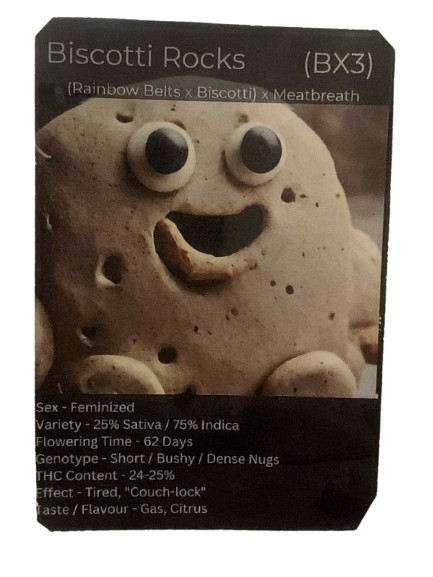 Biscotti Rocks (BX3)
(Rainbow Belts x Biscotti) x Meatbreath
Sex - Feminized
Variety - 25% Sativa / 75% Indica
Flowering Time - 62 Days
Genotype - Short / Bushy / Dense Nugs
THC Content - 24-25%
Effect - Tired, "Couch-lock"
Taste / Flavour - Gas, Citrus